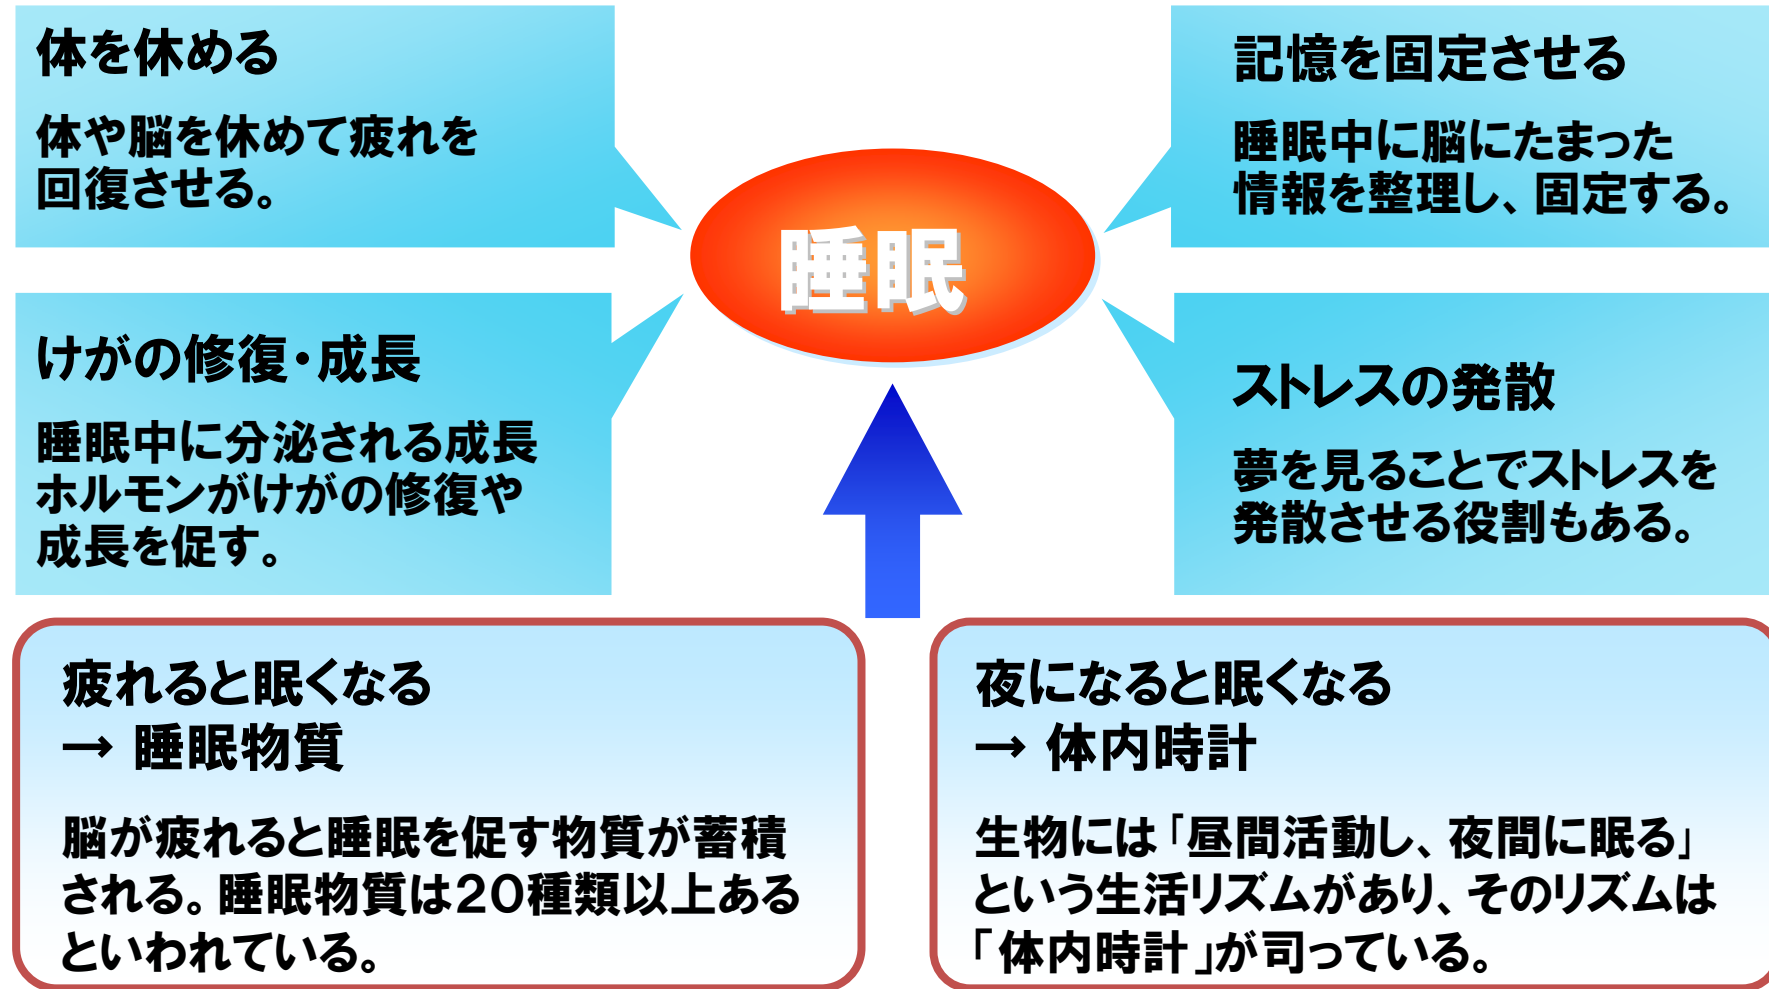 体を休める
体や脳を休めて疲れを
回復させる。
記憶を固定させる
睡眠中に脳にたまった
情報を整理し、固定する。
睡眠
けがの修復・成長
睡眠中に分泌される成長
ホルモンがけがの修復や
成長を促す。
ストレスの発散
夢を見ることでストレスを
発散させる役割もある。
疲れると眠くなる
→ 睡眠物質
脳が疲れると睡眠を促す物質が蓄積
される。睡眠物質は20種類以上ある
といわれている。
夜になると眠くなる
→ 体内時計
生物には「昼間活動し、夜間に眠る」
という生活リズムがあり、そのリズムは
「体内時計」が司っている。